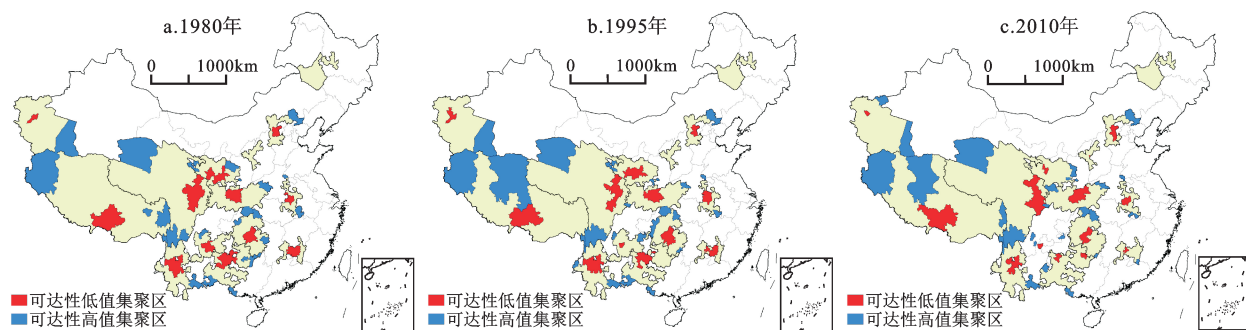 a.1980年
0 1000km
可达性低值集聚区
可达性高值集聚区
b.1995年
0 1000km
可达性低值集聚区
可达性高值集聚区
c.2010年
0 1000km
可达性低值集聚区
可达性高值集聚区